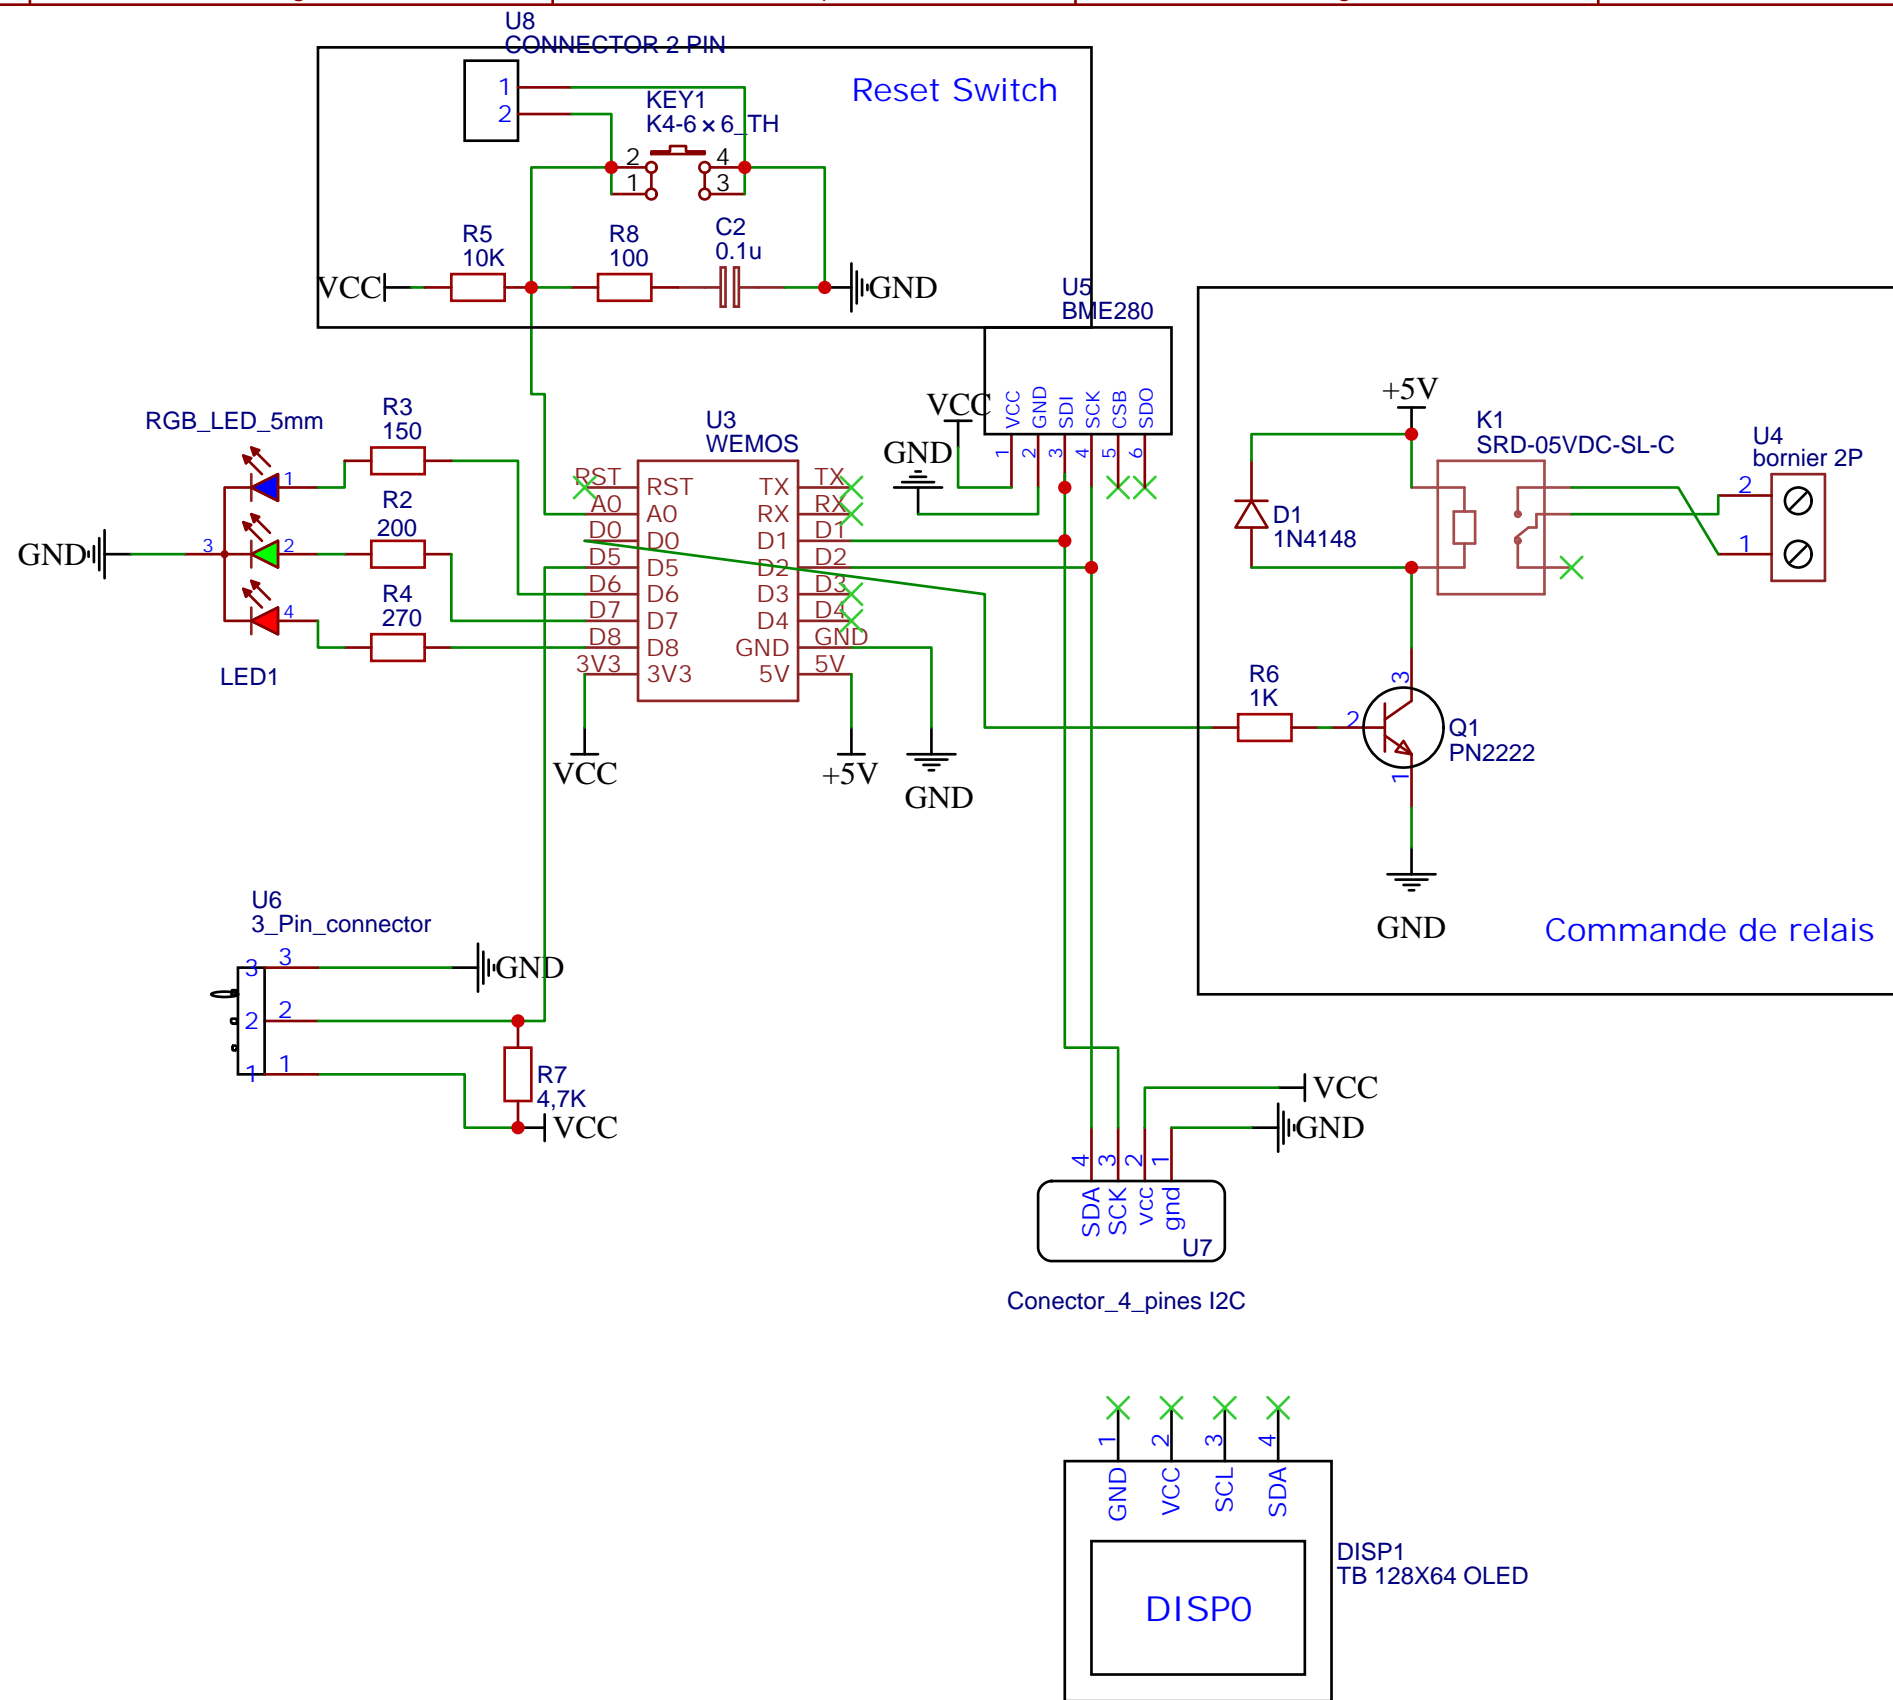 U8
CONNECTOR 2 PIN
1
2
Reset Switch
KEY1
K4-6×6_TH
2
4
1
3
R5
10K
R8
100
C2
0.1u
VCC
GND
U5
BME280
VCC
GND
SDI
SCK
CSB
SDO
1
2
3
4
5
6
VCC
GND
RGB_LED_5mm
R3
150
R2
200
R4
270
1
2
3
4
GND
LED1
U3
WEMOS
RST
A0
D0
D5
D6
D7
D8
3V3
RST
A0
D0
D5
D6
D7
D8
3V3
TX
RX
D1
D2
D3
D4
GND
5V
TX
RX
D1
D2
D3
D4
GND
5V
VCC
+5V
GND
+5V
K1
SRD-05VDC-SL-C
U4
bornier 2P
2
1
D1
1N4148
R6
1K
3
2
1
Q1
PN2222
GND
Commande de relais
U6
3_Pin_connector
3
3
2
2
1
1
GND
R7
4,7K
VCC
VCC
GND
4
3
2
1
SDA
SCK
vcc
gnd
U7
Conector_4_pines I2C
1
2
3
4
GND
VCC
SCL
SDA
DISP1
TB 128X64 OLED
DISP0